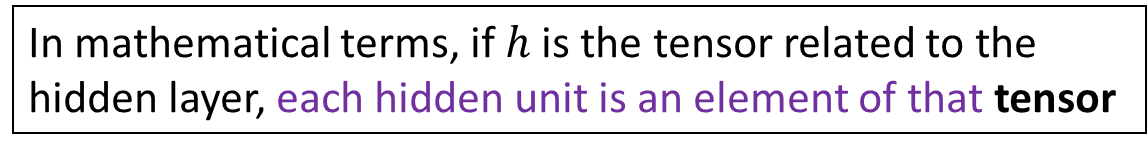 In mathematical terms, if h is the tensor related to the
hidden layer, each hidden unit is an element of that tensor